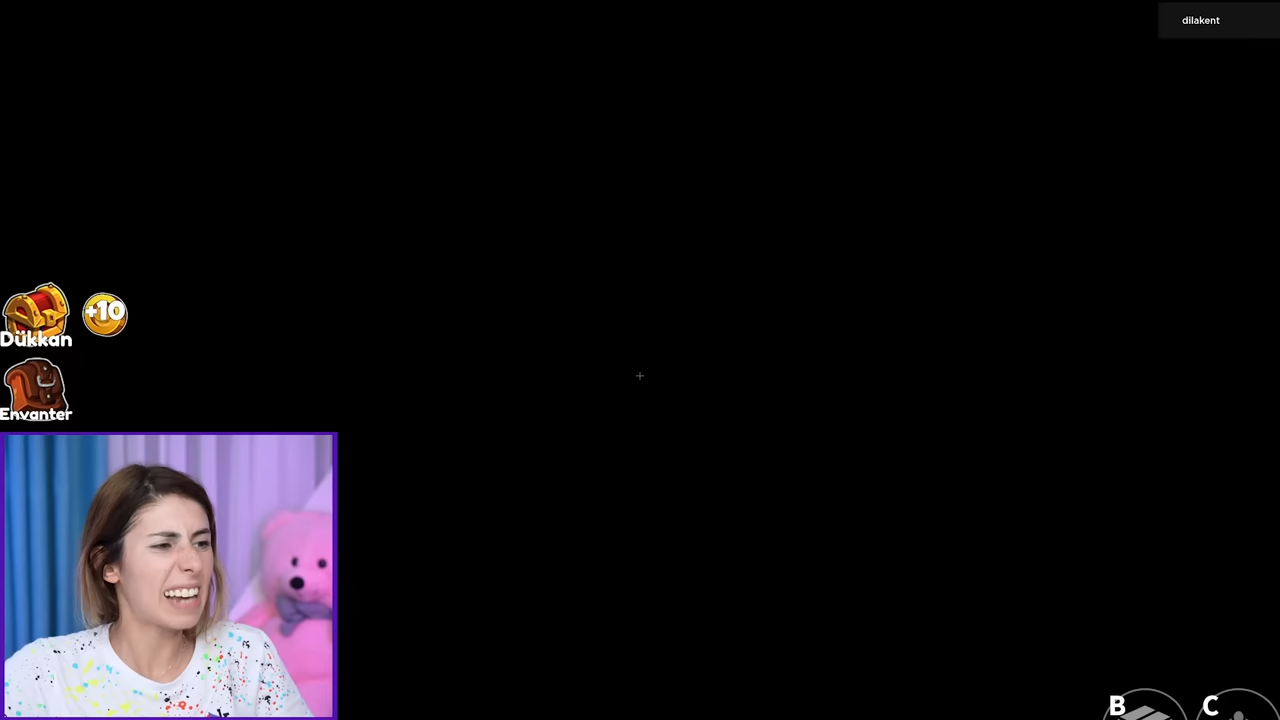 dilakent
+10
Dükkan
Envanter
B
C